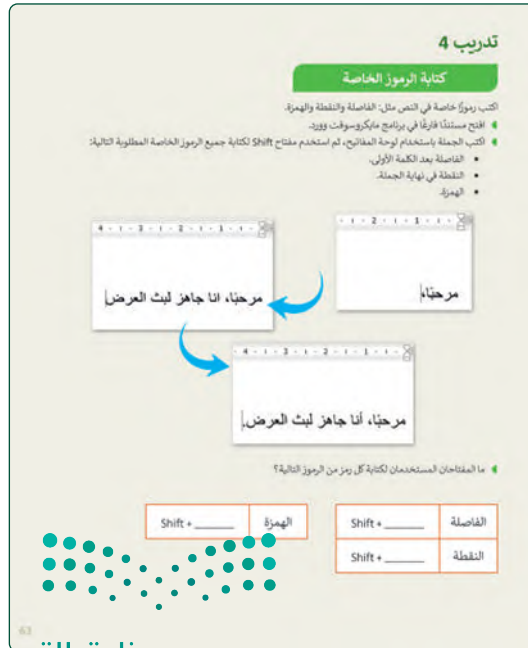 تدريب 4
كتابة الرموز الخاصة
اكتب رموزًا خاصة في النص مثل: الفاصلة والنقطة والهمزة.
افتح مستندًا فارغًا في برنامج مايكروسوفت وورد.
اكتب الجملة باستخدام لوحة المفاتيح، ثم استخدم مفتاح Shift لكتابة جميع الرموز الخاصة المطلوبة التالية:
• الفاصلة بعد الكلمة الأولى.
• النقطة في نهاية الجملة.
• الهمزة.
مرحبًا،
مرحبًا، انا جاهز لبث العرض
مرحبًا، أنا جاهز لبث العرض.
ما المفتاحان المستخدمان لكتابة كل رمز من الرموز التالية؟
الفاصلة Shift + ______
الهمزة Shift + ______
النقطة Shift + ______
63